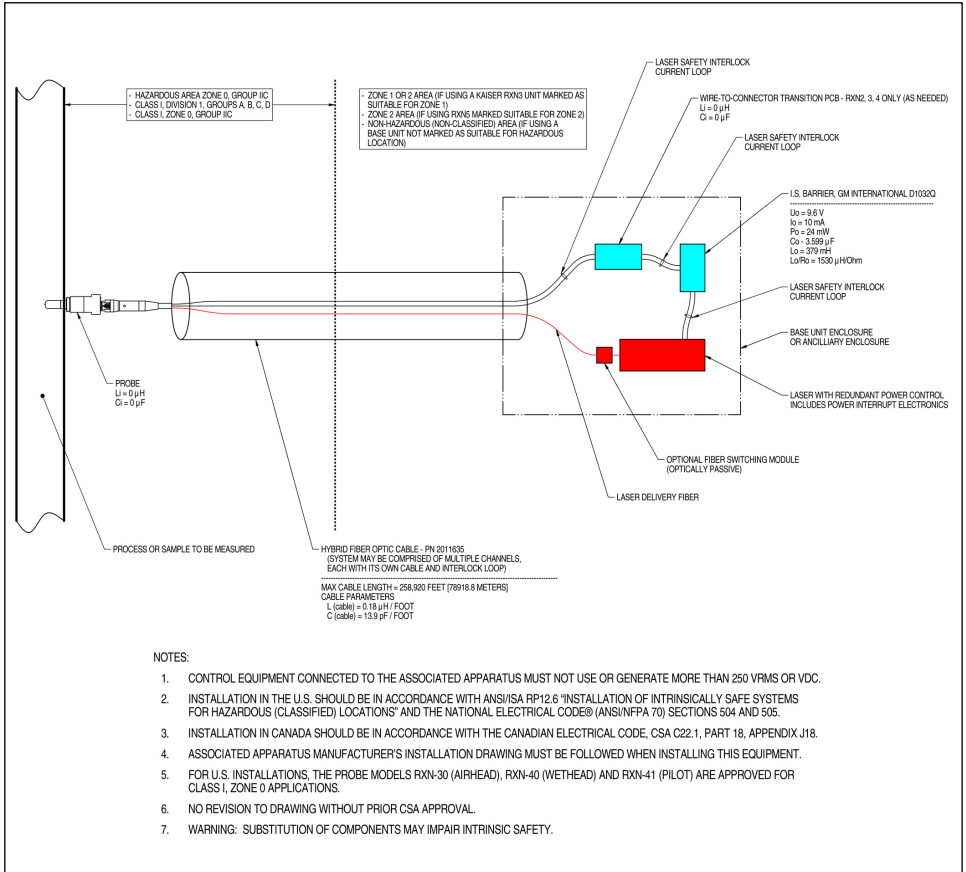 - HAZARDOUS AREA ZONE 0, GROUP IIC
- CLASS I, DIVISION 1, GROUPS A, B, C, D
- CLASS I, ZONE 0, GROUP IIC
- ZONE 1 OR 2 AREA (IF USING A KAISER RXN3 UNIT MARKED AS
SUITABLE FOR ZONE 1)
- ZONE 2 AREA (IF USING RXN5 MARKED SUITABLE FOR ZONE 2)
- NON-HAZARDOUS (NON-CLASSIFIED) AREA (IF USING A
BASE UNIT NOT MARKED AS SUITABLE FOR HAZARDOUS
LOCATION)
LASER SAFETY INTERLOCK
CURRENT LOOP
WIRE-TO-CONNECTOR TRANSITION PCB - RXN2, 3, 4 ONLY (AS NEEDED)
Li = 0 µH
Ci = 0 µF
LASER SAFETY INTERLOCK
CURRENT LOOP
I.S. BARRIER, GM INTERNATIONAL D1032Q
Uo = 9.6 V
Io = 10 mA
Po = 24 mW
Co - 3.599 µF
Lo = 379 mH
Lo/Ro = 1530 µH/Ohm
LASER SAFETY INTERLOCK
CURRENT LOOP
BASE UNIT ENCLOSURE
OR ANCILLIARY ENCLOSURE
PROBE
Li = 0 µH
Ci = 0 µF
LASER WITH REDUNDANT POWER CONTROL
INCLUDES POWER INTERRUPT ELECTRONICS
OPTIONAL FIBER SWITCHING MODULE
(OPTICALLY PASSIVE)
LASER DELIVERY FIBER
PROCESS OR SAMPLE TO BE MEASURED
HYBRID FIBER OPTIC CABLE - PN 2011635
(SYSTEM MAY BE COMPRISED OF MULTIPLE CHANNELS,
EACH WITH ITS OWN CABLE AND INTERLOCK LOOP)
MAX CABLE LENGTH = 258,920 FEET [78918.8 METERS]
CABLE PARAMETERS
L (cable) = 0.18 µH / FOOT
C (cable) = 13.9 pF / FOOT
NOTES:
1. CONTROL EQUIPMENT CONNECTED TO THE ASSOCIATED APPARATUS MUST NOT USE OR GENERATE MORE THAN 250 VRMS OR VDC.
2. INSTALLATION IN THE U.S. SHOULD BE IN ACCORDANCE WITH ANSI/ISA RP12.6 “INSTALLATION OF INTRINSICALLY SAFE SYSTEMS
FOR HAZARDOUS (CLASSIFIED) LOCATIONS” AND THE NATIONAL ELECTRICAL CODE® (ANSI/NFPA 70) SECTIONS 504 AND 505.
3. INSTALLATION IN CANADA SHOULD BE IN ACCORDANCE WITH THE CANADIAN ELECTRICAL CODE, CSA C22.1, PART 18, APPENDIX J18.
4. ASSOCIATED APPARATUS MANUFACTURER'S INSTALLATION DRAWING MUST BE FOLLOWED WHEN INSTALLING THIS EQUIPMENT.
5. FOR U.S. INSTALLATIONS, THE PROBE MODELS RXN-30 (AIRHEAD), RXN-40 (WETHEAD) AND RXN-41 (PILOT) ARE APPROVED FOR
CLASS I, ZONE 0 APPLICATIONS.
6. NO REVISION TO DRAWING WITHOUT PRIOR CSA APPROVAL.
7. WARNING: SUBSTITUTION OF COMPONENTS MAY IMPAIR INTRINSIC SAFETY.